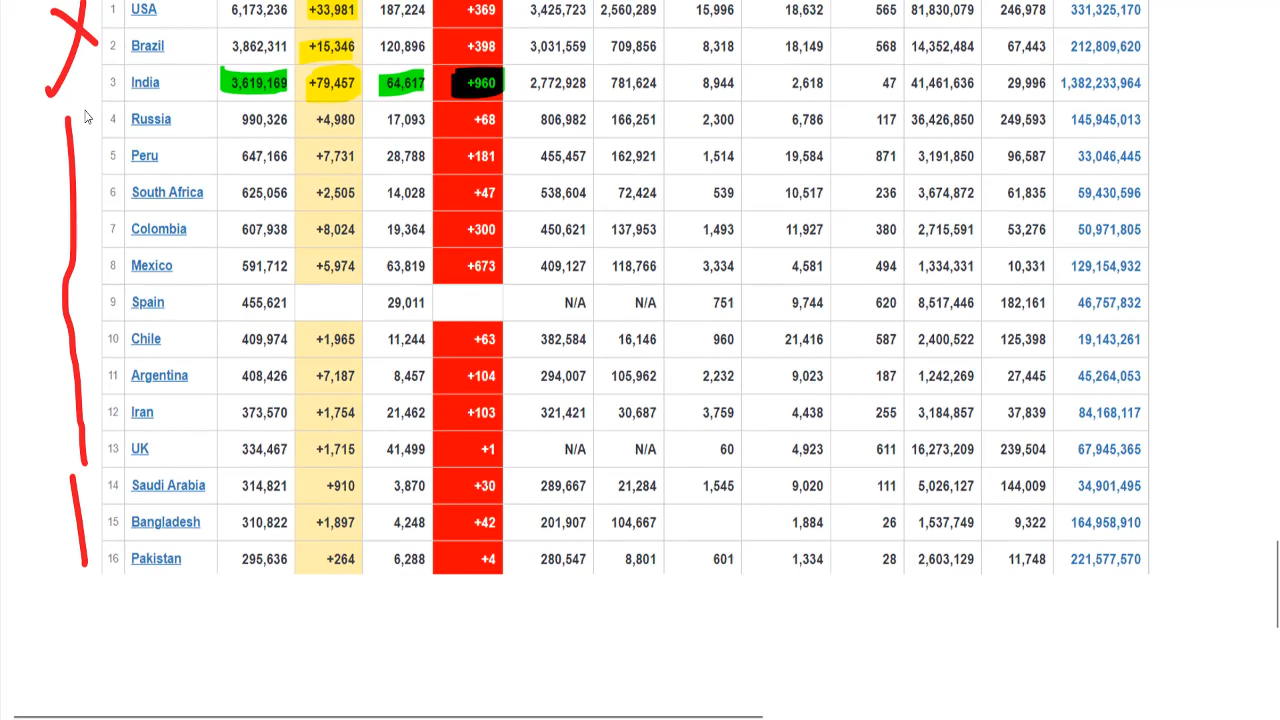 1 USA 6,173,236 +33,981 187,224 +369 3,425,723 2,560,289 15,996 18,632 565 81,830,079 246,978 331,325,170
2 Brazil 3,862,311 +15,346 120,896 +398 3,031,559 709,856 8,318 18,149 568 14,352,484 67,443 212,809,620
3 India 3,619,169 +79,457 64,617 +960 2,772,928 781,624 8,944 2,618 47 41,461,636 29,996 1,382,233,964
4 Russia 990,326 +4,980 17,093 +68 806,982 166,251 2,300 6,786 117 36,426,850 249,593 145,945,013
5 Peru 647,166 +7,731 28,788 +181 455,457 162,921 1,514 19,584 871 3,191,850 96,587 33,046,445
6 South Africa 625,056 +2,505 14,028 +47 538,604 72,424 539 10,517 236 3,674,872 61,835 59,430,596
7 Colombia 607,938 +8,024 19,364 +300 450,621 137,953 1,493 11,927 380 2,715,591 53,276 50,971,805
8 Mexico 591,712 +5,974 63,819 +673 409,127 118,766 3,334 4,581 494 1,334,331 10,331 129,154,932
9 Spain 455,621 29,011 N/A N/A 751 9,744 620 8,517,446 182,161 46,757,832
10 Chile 409,974 +1,965 11,244 +63 382,584 16,146 960 21,416 587 2,400,522 125,398 19,143,261
11 Argentina 408,426 +7,187 8,457 +104 294,007 105,962 2,232 9,023 187 1,242,269 27,445 45,264,053
12 Iran 373,570 +1,754 21,462 +103 321,421 30,687 3,759 4,438 255 3,184,857 37,839 84,168,117
13 UK 334,467 +1,715 41,499 +1 N/A N/A 60 4,923 611 16,273,209 239,504 67,945,365
14 Saudi Arabia 314,821 +910 3,870 +30 289,667 21,284 1,545 9,020 111 5,026,127 144,009 34,901,495
15 Bangladesh 310,822 +1,897 4,248 +42 201,907 104,667 1,884 26 1,537,749 9,322 164,958,910
16 Pakistan 295,636 +264 6,288 +4 280,547 8,801 601 1,334 28 2,603,129 11,748 221,577,570